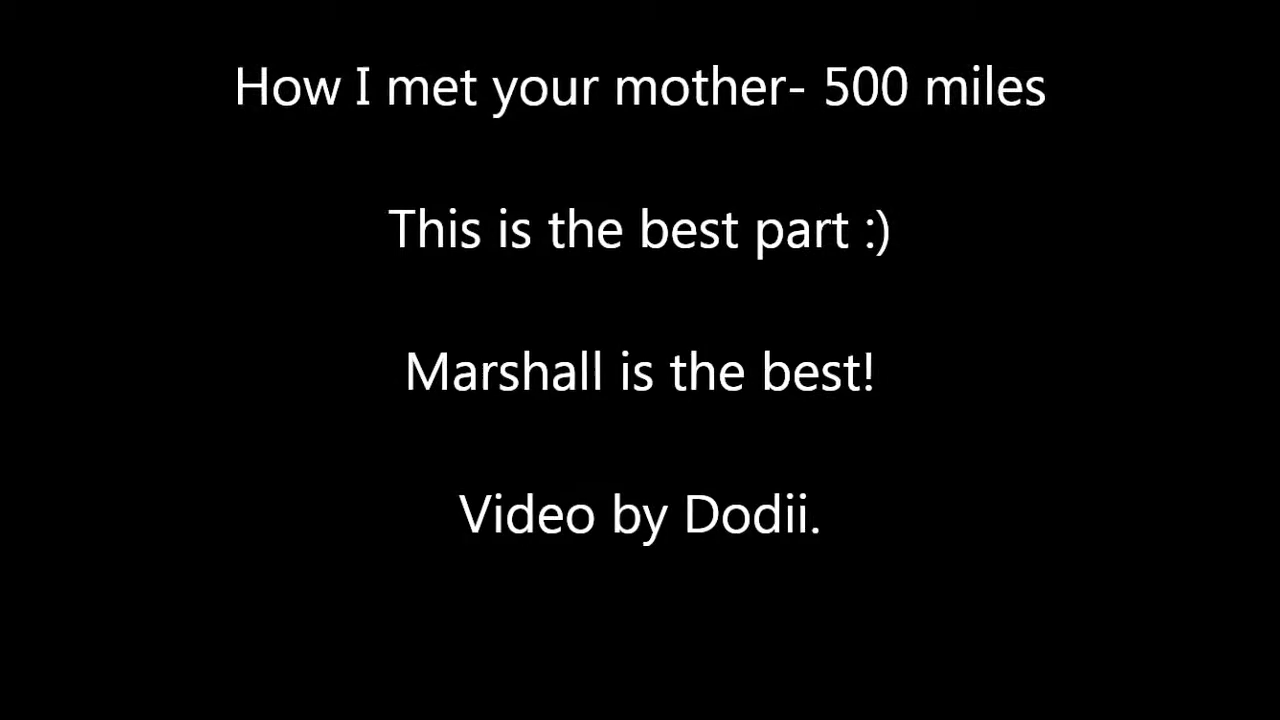 How I met your mother- 500 miles
This is the best part :)
Marshall is the best!
Video by Dodii.